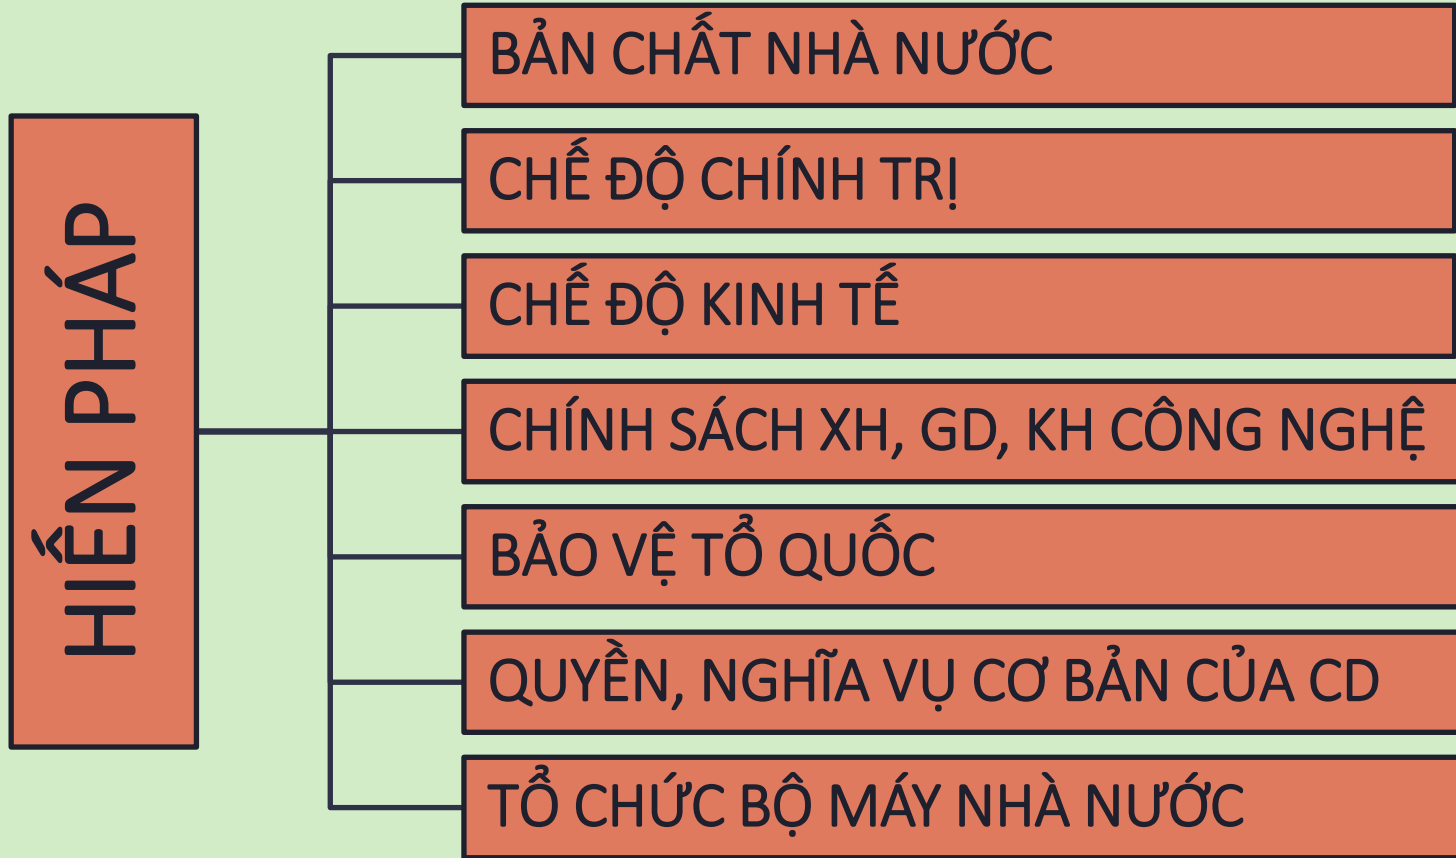 HIẾN PHÁP
BẢN CHẤT NHÀ NƯỚC
CHẾ ĐỘ CHÍNH TRỊ
CHẾ ĐỘ KINH TẾ
CHÍNH SÁCH XH, GD, KH CÔNG NGHỆ
BẢO VỆ TỔ QUỐC
QUYỀN, NGHĨA VỤ CƠ BẢN CỦA CD
TỔ CHỨC BỘ MÁY NHÀ NƯỚC